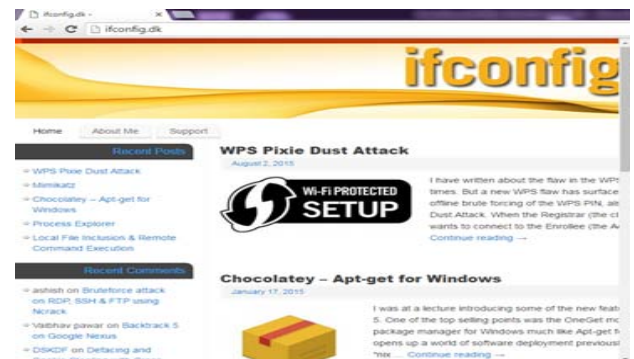 ifconfig.dk -
ifconfig.dk
ifconfig
Home About Me Support
Recent Posts
WPS Pixie Dust Attack
Mimikatz
Chocolatey – Apt-get for
Windows
Process Explorer
Local File Inclusion & Remote
Command Execution
Recent Comments
ashish on Bruteforce attack
on RDP, SSH & FTP using
Ncrack
Vaibhav pawar on Backtrack 5
on Google Nexus
DSKDF on Defacing and
WPS Pixie Dust Attack
August 2, 2015
Wi-Fi PROTECTED
SETUP
I have written about the flaw in the WPS
times. But a new WPS flaw has surface
offline brute forcing of the WPS PIN, als
Dust Attack. When the Registrar (the cl
wants to connect to the Enrollee (the A
Continue reading →
Chocolatey – Apt-get for Windows
January 17, 2015
I was at a lecture introducing some of the new feat
5. One of the top selling points was the OneGet mo
package manager for Windows much like Apt-get f
opens up a world of software deployment previous
*nix ... Continue reading →